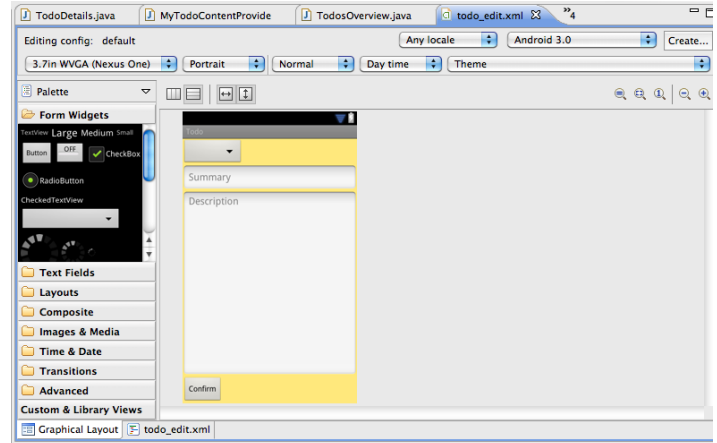 TodoDetails.java MyTodoContentProvide TodosOverview.java todo_edit.xml »4
Editing config: default Any locale Android 3.0 Create...
3.7in WVGA (Nexus One) Portrait Normal Day time Theme
Palette
Form Widgets
TextView Large Medium Small
Button OFF CheckBox
RadioButton
CheckedTextView
Text Fields
Layouts
Composite
Images & Media
Time & Date
Transitions
Advanced
Custom & Library Views
Todo
Summary
Description
Confirm
Graphical Layout todo_edit.xml